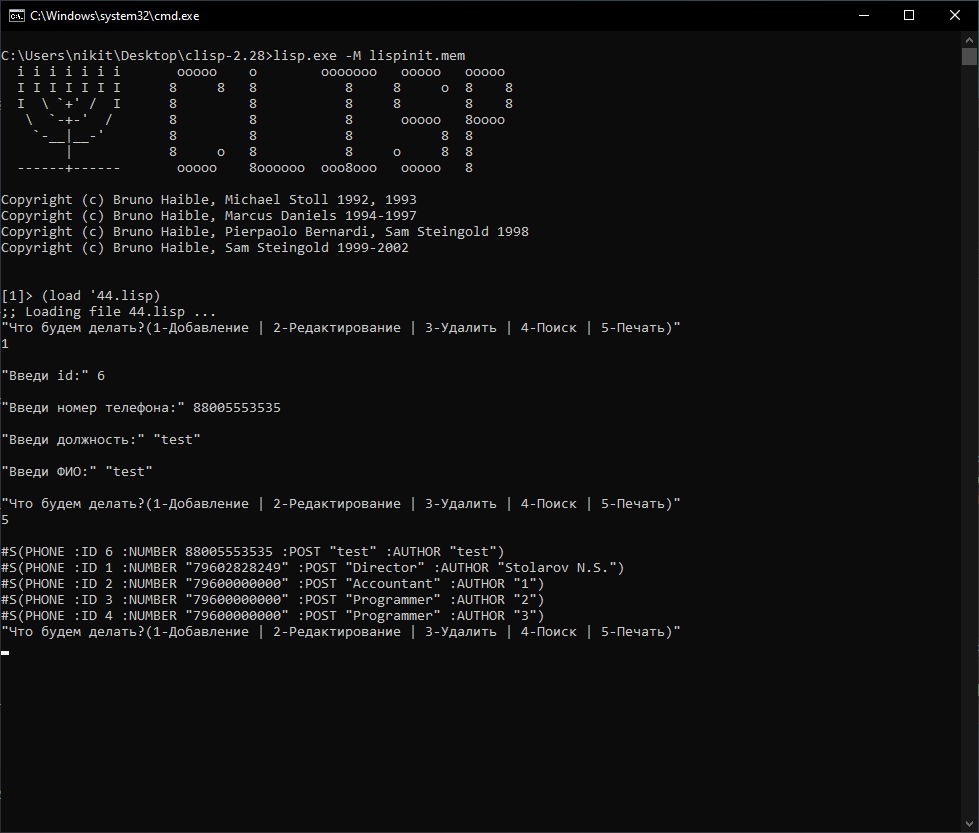 C:\Windows\system32\cmd.exe
C:\Users\nikit\Desktop\clisp-2.28>lisp.exe -M lispinit.mem
  i i i i i i i       ooooo    o        ooooooo   ooooo   ooooo
  I I I I I I I      8     8   8           8     8     o  8    8
  I  \ `+' /  I      8         8           8     8        8    8
   \  `-+-'  /       8         8           8      ooooo   8oooo
    `-__|__-'        8         8           8           8  8
        |            8     o   8           8     o     8  8
  ------+------       ooooo    8oooooo  ooo8ooo   ooooo   8
Copyright (c) Bruno Haible, Michael Stoll 1992, 1993
Copyright (c) Bruno Haible, Marcus Daniels 1994-1997
Copyright (c) Bruno Haible, Pierpaolo Bernardi, Sam Steingold 1998
Copyright (c) Bruno Haible, Sam Steingold 1999-2002
[1]> (load '44.lisp)
;; Loading file 44.lisp ...
"Что будем делать?(1-Добавление | 2-Редактирование | 3-Удалить | 4-Поиск | 5-Печать)"
1
"Введи id:" 6
"Введи номер телефона:" 88005553535
"Введи должность:" "test"
"Введи ФИО:" "test"
"Что будем делать?(1-Добавление | 2-Редактирование | 3-Удалить | 4-Поиск | 5-Печать)"
5
#S(PHONE :ID 6 :NUMBER 88005553535 :POST "test" :AUTHOR "test")
#S(PHONE :ID 1 :NUMBER "79602828249" :POST "Director" :AUTHOR "Stolarov N.S.")
#S(PHONE :ID 2 :NUMBER "79600000000" :POST "Accountant" :AUTHOR "1")
#S(PHONE :ID 3 :NUMBER "79600000000" :POST "Programmer" :AUTHOR "2")
#S(PHONE :ID 4 :NUMBER "79600000000" :POST "Programmer" :AUTHOR "3")
"Что будем делать?(1-Добавление | 2-Редактирование | 3-Удалить | 4-Поиск | 5-Печать)"